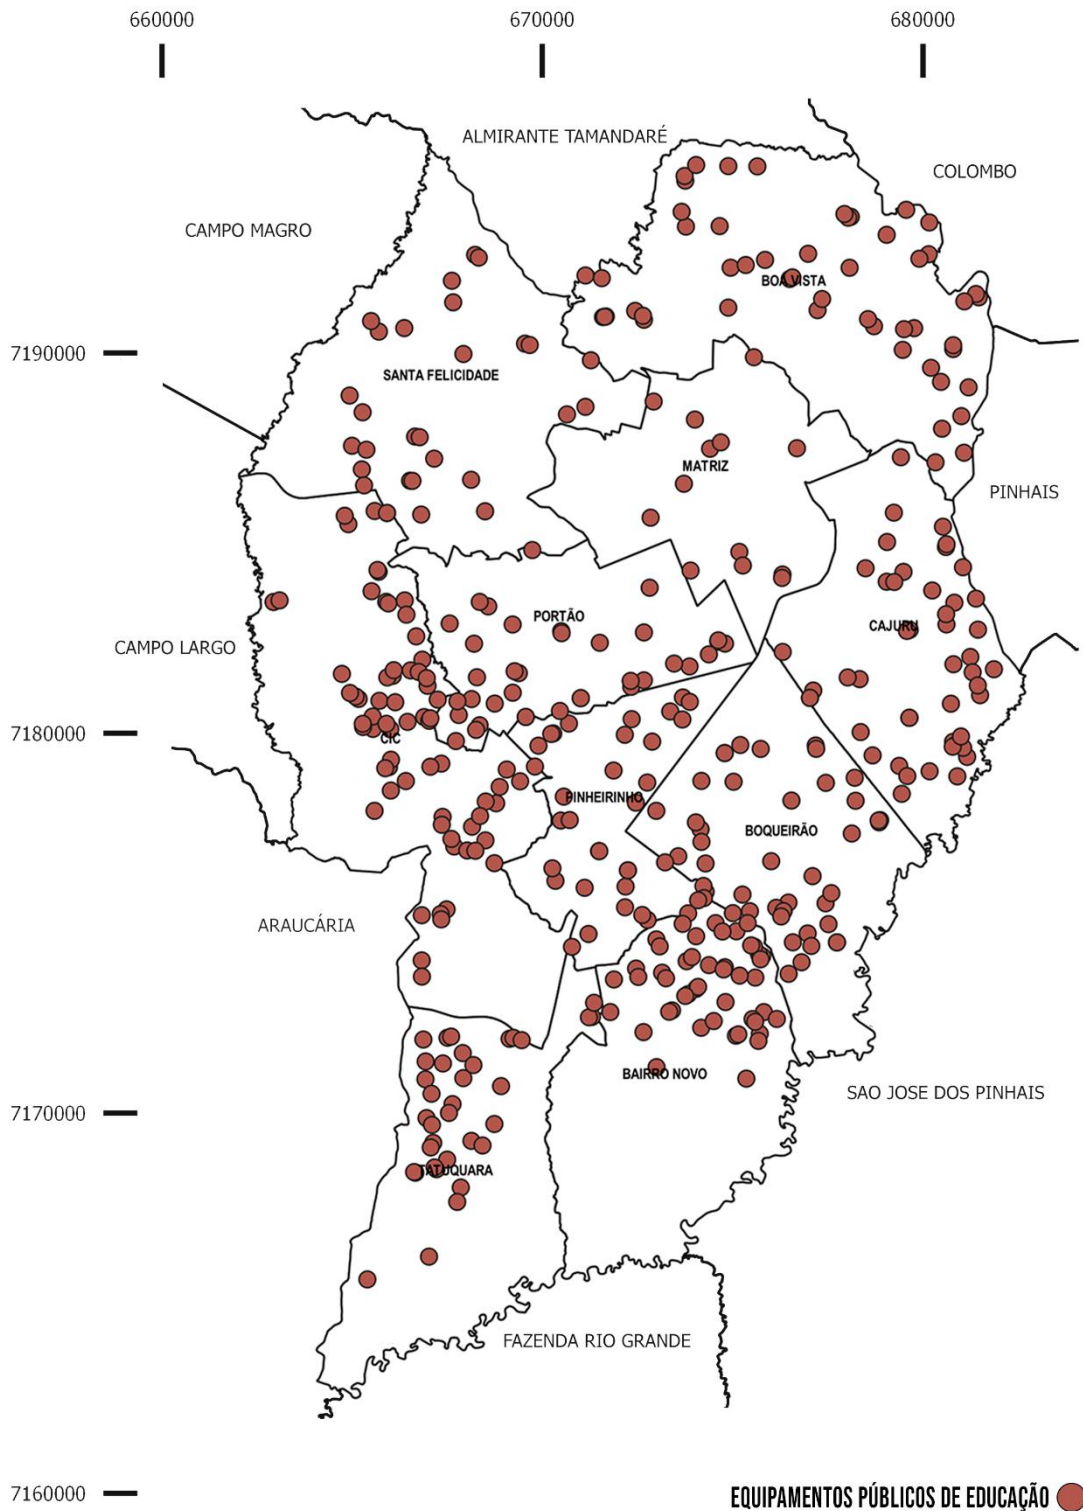 660000
670000
680000
ALMIRANTE TAMANDARÉ
COLOMBO
CAMPO MAGRO
BOA VISTA
7190000
SANTA FELICIDADE
MATRIZ
PINHAIS
PORTÃO
CAJURU
CAMPO LARGO
7180000
CIC
PINHEIRINHO
BOQUEIRÃO
ARAUCÁRIA
BAIRRO NOVO
SAO JOSE DOS PINHAIS
7170000
TATUQUARA
FAZENDA RIO GRANDE
7160000
EQUIPAMENTOS PÚBLICOS DE EDUCAÇÃO